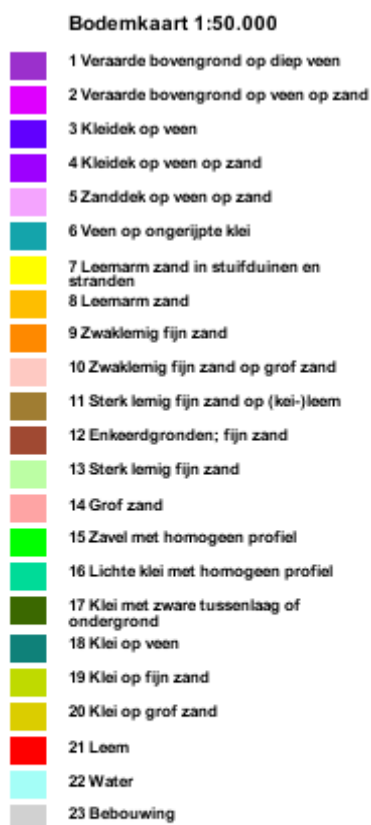 Bodemkaart 1:50.000
1 Veraarde bovengrond op diep veen
2 Veraarde bovengrond op veen op zand
3 Kleidek op veen
4 Kleidek op veen op zand
5 Zanddek op veen op zand
6 Veen op ongerijpte klei
7 Leemarm zand in stuifduinen en
stranden
8 Leemarm zand
9 Zwaklemig fijn zand
10 Zwaklemig fijn zand op grof zand
11 Sterk lemig fijn zand op (kei-)leem
12 Enkeerdgronden; fijn zand
13 Sterk lemig fijn zand
14 Grof zand
15 Zavel met homogeen profiel
16 Lichte klei met homogeen profiel
17 Klei met zware tussenlaag of
ondergrond
18 Klei op veen
19 Klei op fijn zand
20 Klei op grof zand
21 Leem
22 Water
23 Bebouwing